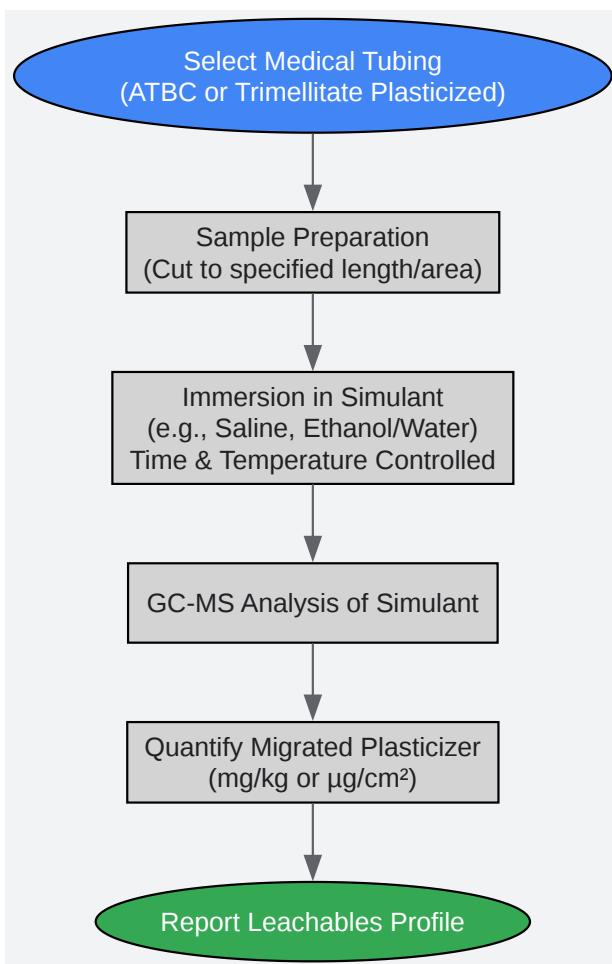 Select Medical Tubing
(ATBC or Trimellitate Plasticized)
Sample Preparation
(Cut to specified length/area)
Immersion in Simulant
(e.g., Saline, Ethanol/Water)
Time & Temperature Controlled
GC-MS Analysis of Simulant
Quantify Migrated Plasticizer
(mg/kg or µg/cm²)
Report Leachables Profile